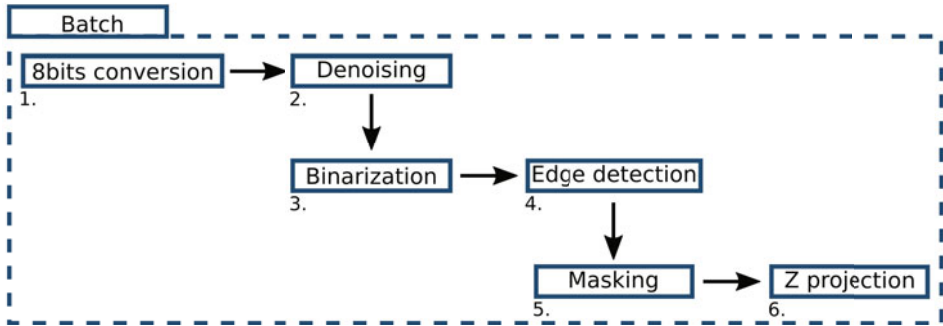 Batch
8bits conversion
1.
Denoising
2.
Binarization
3.
Edge detection
4.
Masking
5.
Z projection
6.